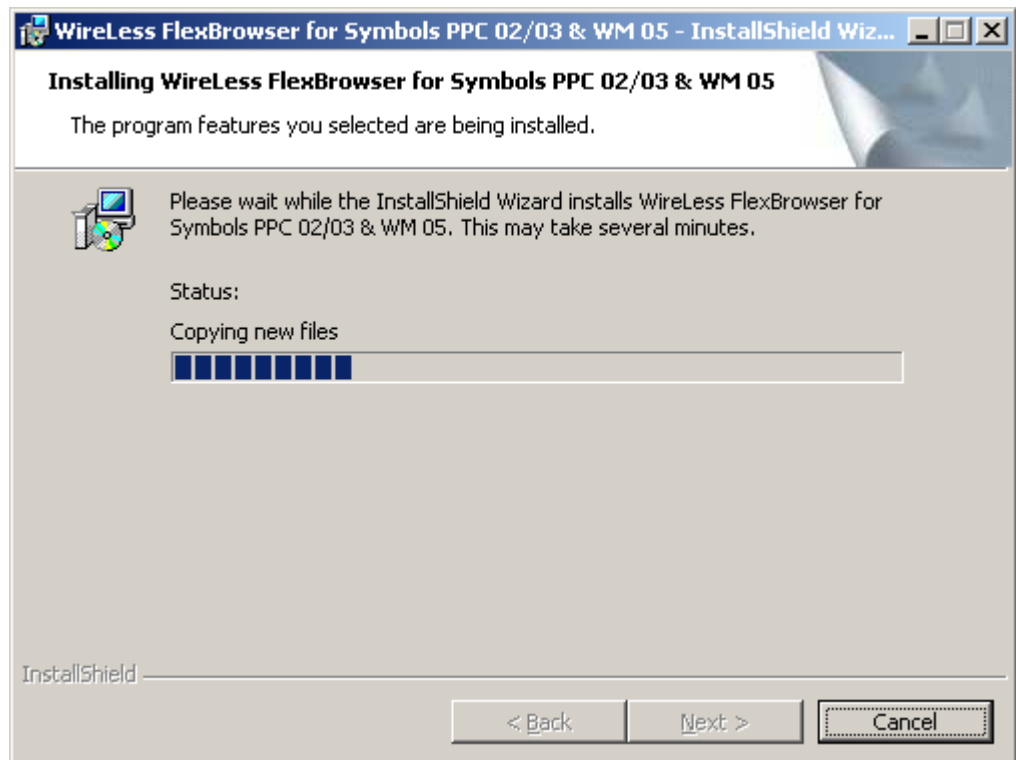 WireLess FlexBrowser for Symbols PPC 02/03 & WM 05 - InstallShield Wiz...
Installing WireLess FlexBrowser for Symbols PPC 02/03 & WM 05
The program features you selected are being installed.
Please wait while the InstallShield Wizard installs WireLess FlexBrowser for
Symbols PPC 02/03 & WM 05. This may take several minutes.
Status:
Copying new files
InstallShield
< Back Next > Cancel